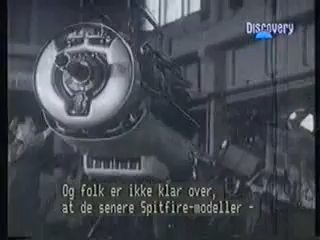 Discovery
Og folk er ikke klar over,
at de senere Spitfire-modeller -